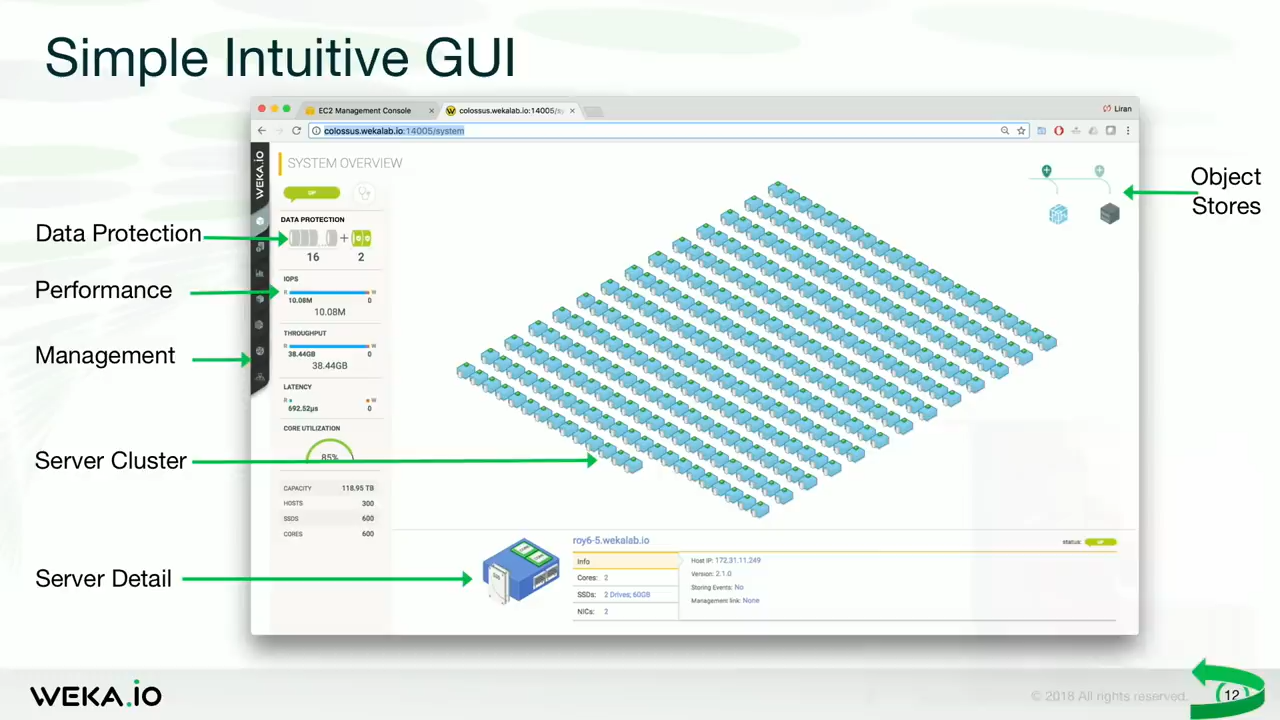 Simple Intuitive GUI
EC2 Management Console
colossus.wekalab.io:14005/sy
Liran
colossus.wekalab.io:14005/system
WEKA.IO
SYSTEM OVERVIEW
UP
Object
Stores
Data Protection
DATA PROTECTION
16 + 2
Performance
IOPS
R W
10.08M 0
10.08M
THROUGHPUT
R W
38.44GB 0
38.44GB
Management
LATENCY
R W
692.52µs 0
CORE UTILIZATION
85%
Server Cluster
CAPACITY 118.95 TB
HOSTS 300
SSDS 600
CORES 600
Server Detail
roy6-5.wekalab.io
status: UP
Info
Cores: 2
SSDs: 2 Drives; 60GB
NICs: 2
Host IP: 172.31.11.249
Version: 2.1.0
Storing Events: No
Management link: None
WEKA.iO
© 2018 All rights reserved.
12